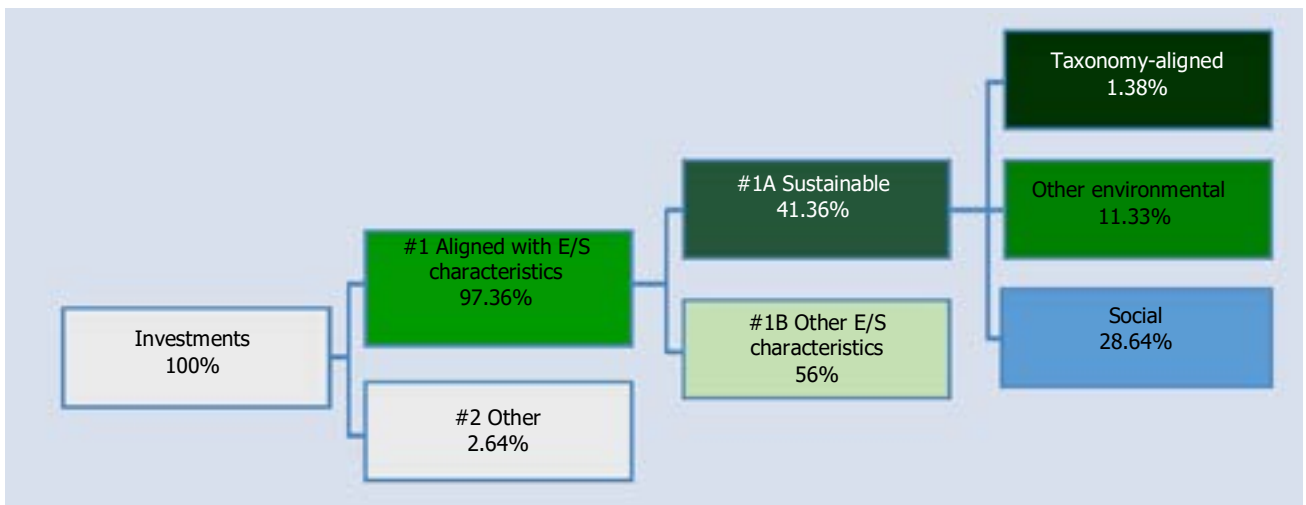 Investments
100%
#1 Aligned with E/S
characteristics
97.36%
#2 Other
2.64%
#1A Sustainable
41.36%
#1B Other E/S
characteristics
56%
Taxonomy-aligned
1.38%
Other environmental
11.33%
Social
28.64%